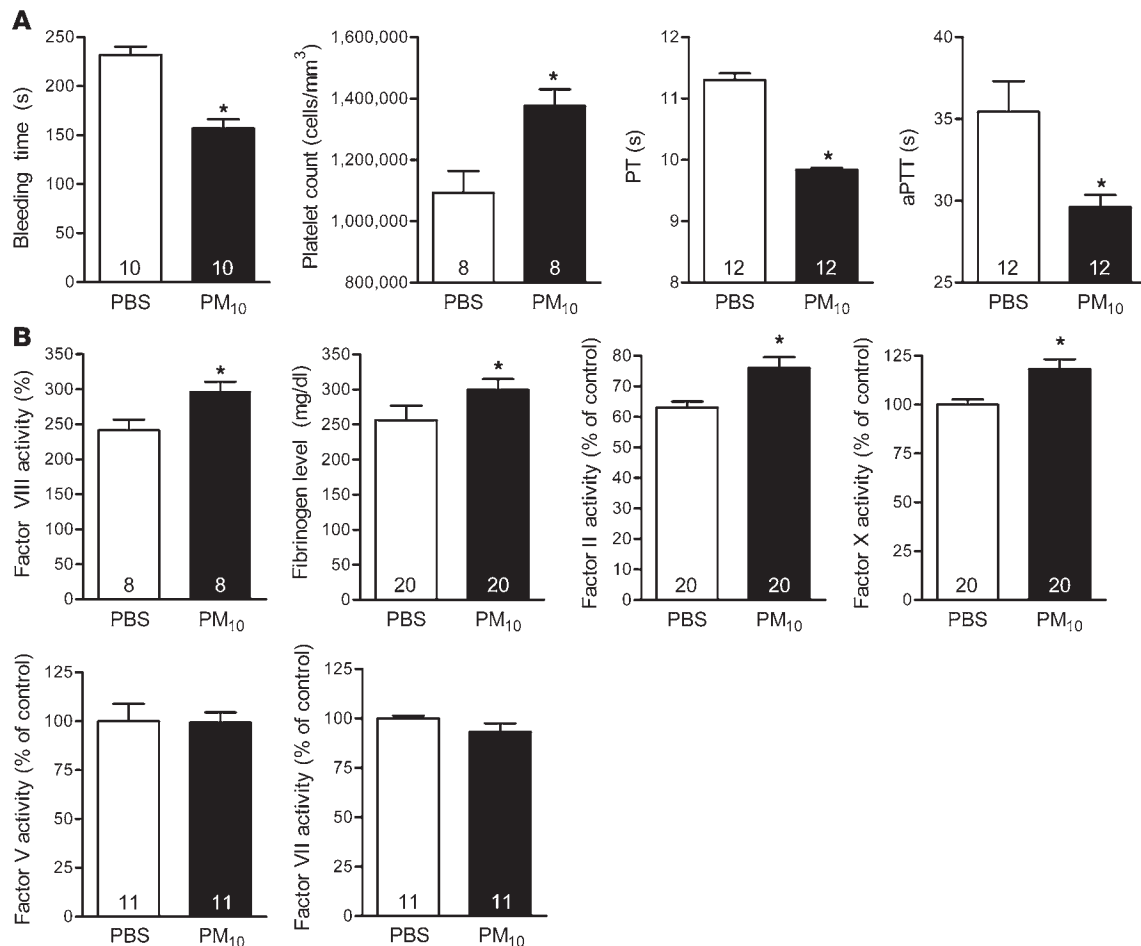 A
Bleeding time (s)
250
200
150
100
50
0
*
10
10
PBS
PM10
Platelet count (cells/mm³)
1,600,000
1,400,000
1,200,000
1,000,000
800,000
*
8
8
PBS
PM10
PT (s)
12
11
10
9
8
*
12
12
PBS
PM10
aPTT (s)
40
35
30
25
*
12
12
PBS
PM10
B
Factor VIII activity (%)
350
300
250
200
150
100
50
0
*
8
8
PBS
PM10
Fibrinogen level (mg/dl)
350
300
250
200
150
100
50
0
*
20
20
PBS
PM10
Factor II activity (% of control)
80
70
60
50
40
30
20
10
0
*
20
20
PBS
PM10
Factor X activity (% of control)
125
100
75
50
25
0
*
20
20
PBS
PM10
Factor V activity (% of control)
125
100
75
50
25
0
11
11
PBS
PM10
Factor VII activity (% of control)
125
100
75
50
25
0
11
11
PBS
PM10